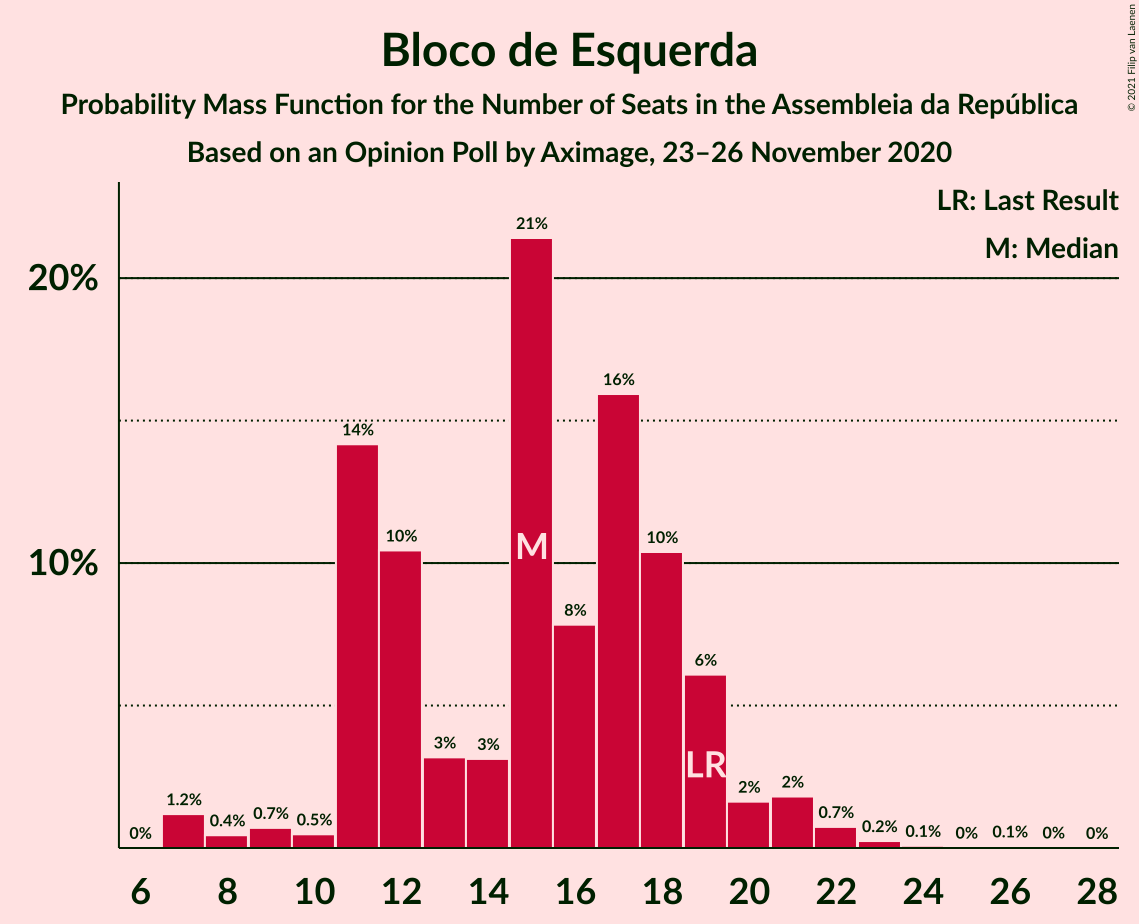 Bloco de Esquerda
Probability Mass Function for the Number of Seats in the Assembleia da República
Based on an Opinion Poll by Aximage, 23–26 November 2020
© 2021 Filip van Laenen
LR: Last Result
M: Median
20%
10%
0%
1.2%
0.4%
0.7%
0.5%
14%
10%
3%
3%
21%
8%
16%
10%
6%
2%
2%
0.7%
0.2%
0.1%
0%
0.1%
0%
0%
M
LR
6 8 10 12 14 16 18 20 22 24 26 28